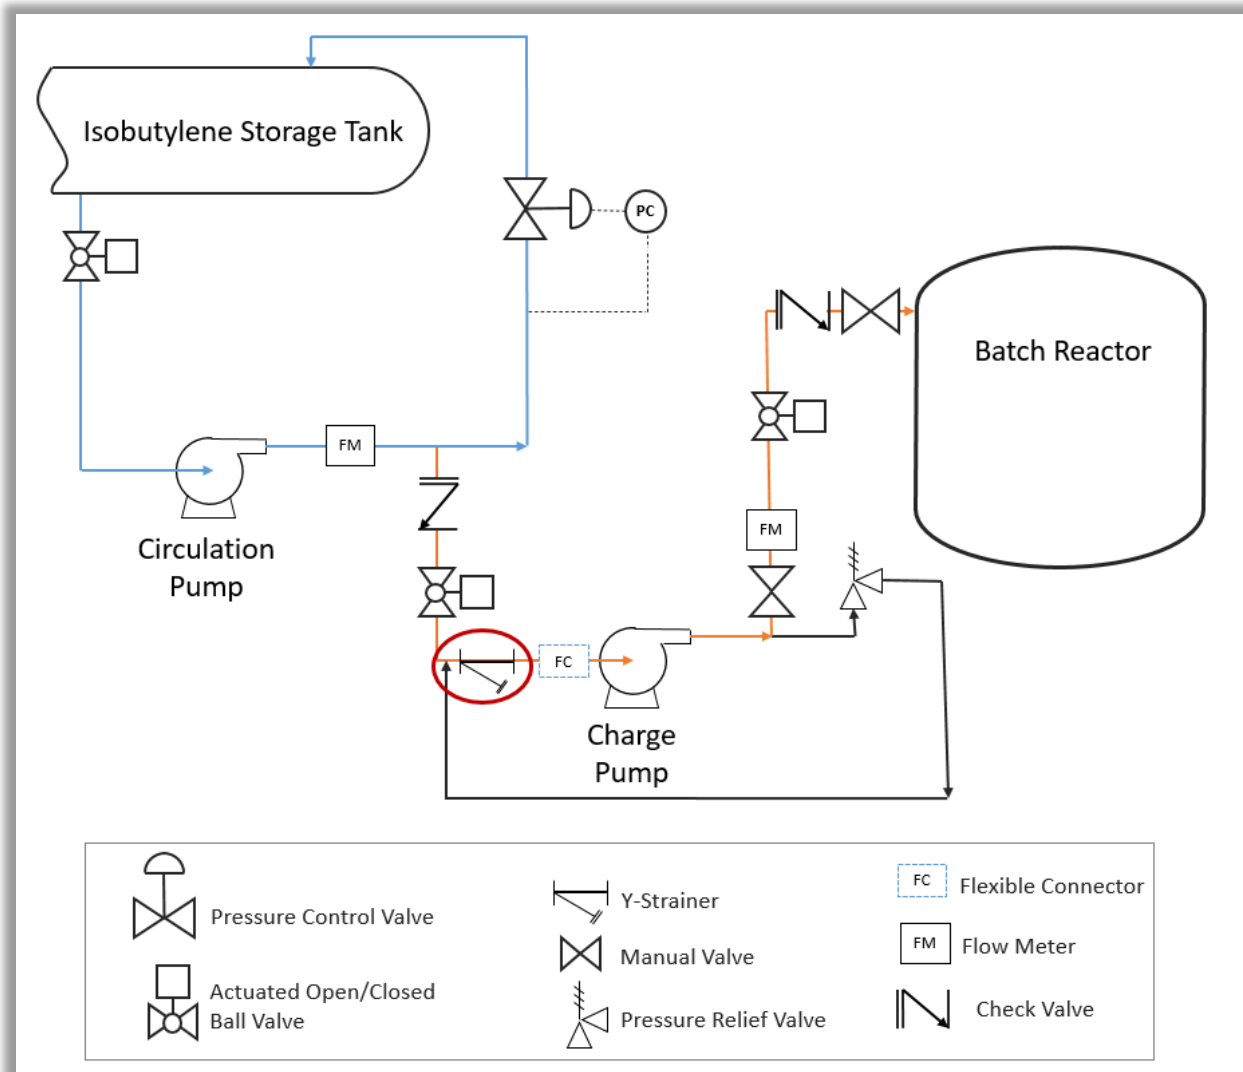 Isobutylene Storage Tank
PC
Batch Reactor
FM
Circulation
Pump
FM
FC
Charge
Pump
Pressure Control Valve
Actuated Open/Closed
Ball Valve
Y-Strainer
Manual Valve
Pressure Relief Valve
FC
Flexible Connector
FM
Flow Meter
Check Valve